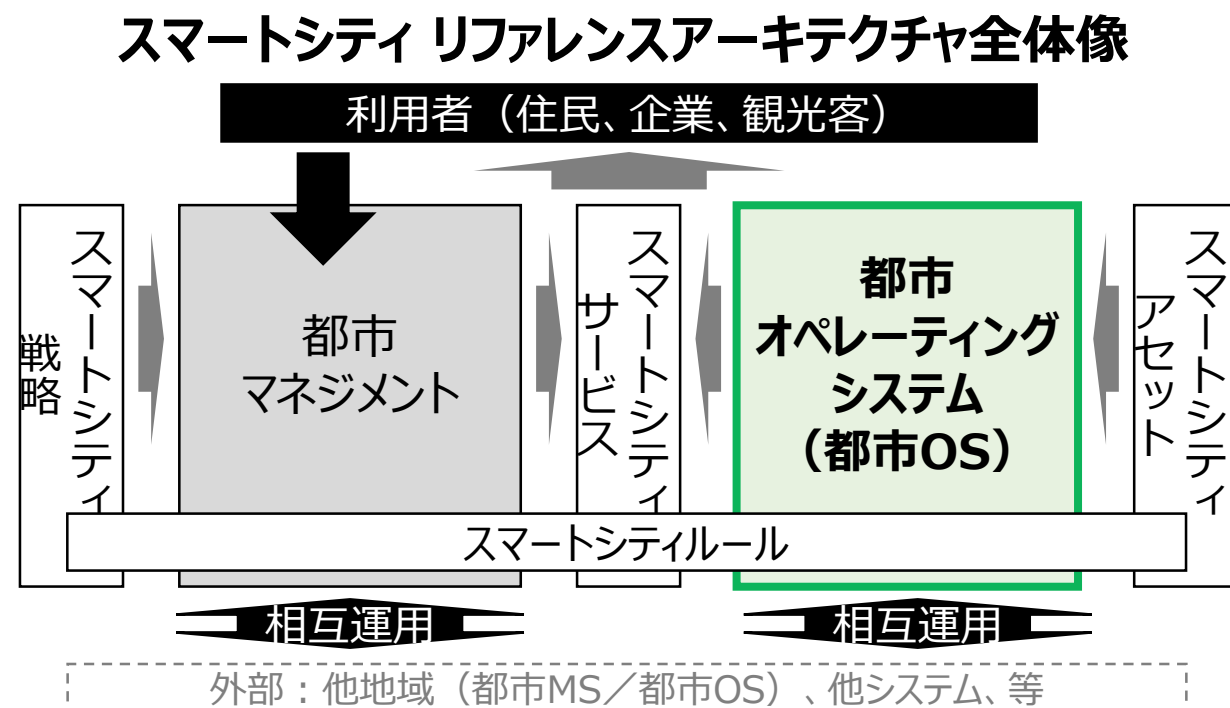 スマートシティ リファレンスアーキテクチャ全体像
利用者（住民、企業、観光客）
スマートシティ
戦略
都市
マネジメント
スマートシティ
サービス
都市
オペレーティング
システム
（都市OS）
スマートシティ
アセット
スマートシティルール
相互運用
相互運用
外部：他地域（都市MS／都市OS）、他システム、等